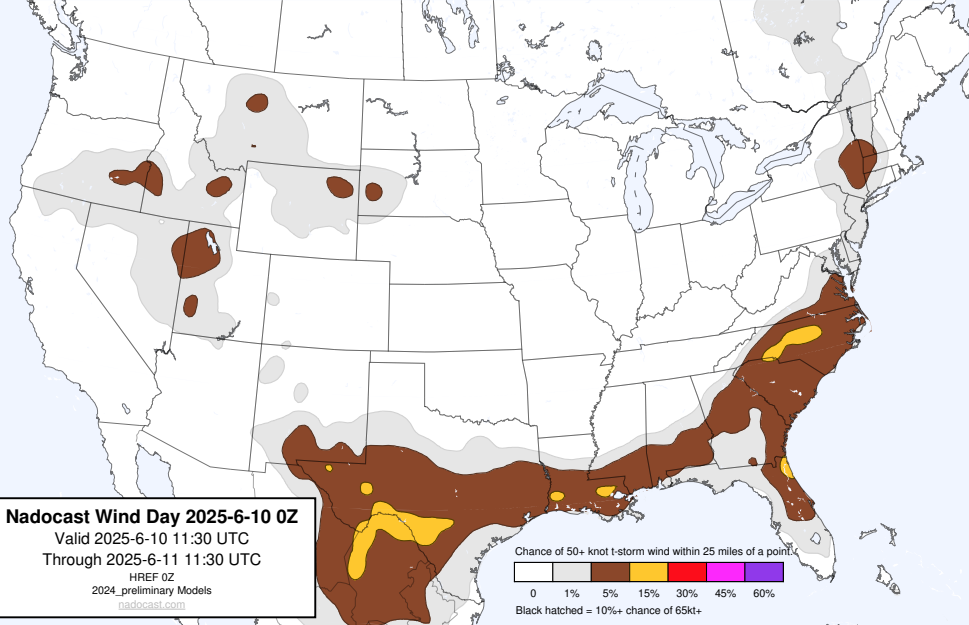 Nadocast Wind Day 2025-6-10 0Z
Valid 2025-6-10 11:30 UTC
Through 2025-6-11 11:30 UTC
HREF 0Z
2024_preliminary Models
nadocast.com
Chance of 50+ knot t-storm wind within 25 miles of a point.
0 1% 5% 15% 30% 45% 60%
Black hatched = 10%+ chance of 65kt+